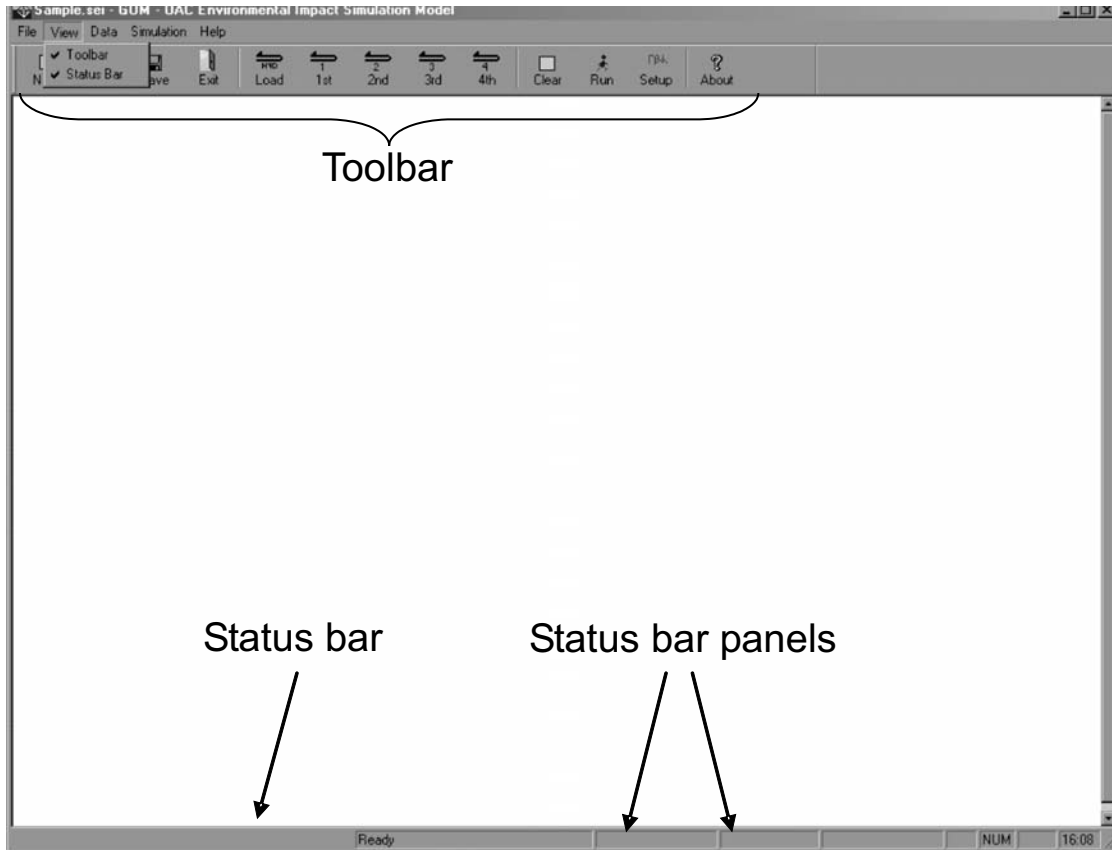 Sample.sei - GUM - UAC Environmental Impact Simulation Model
File View Data Simulation Help
Toolbar
Status Bar
Exit Load 1st 2nd 3rd 4th Clear Run Setup About
Toolbar
Status bar Status bar panels
Ready NUM 16:08